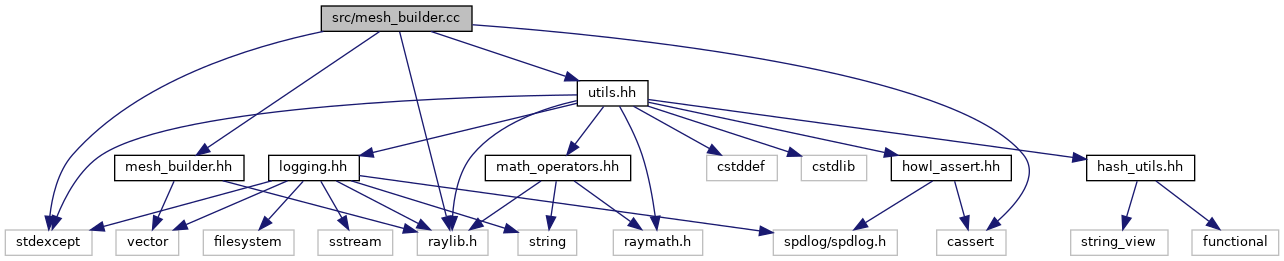 src/mesh_builder.cc
utils.hh
mesh_builder.hh
logging.hh
math_operators.hh
cstddef
cstdlib
howl_assert.hh
hash_utils.hh
stdexcept
vector
filesystem
sstream
raylib.h
string
raymath.h
spdlog/spdlog.h
cassert
string_view
functional